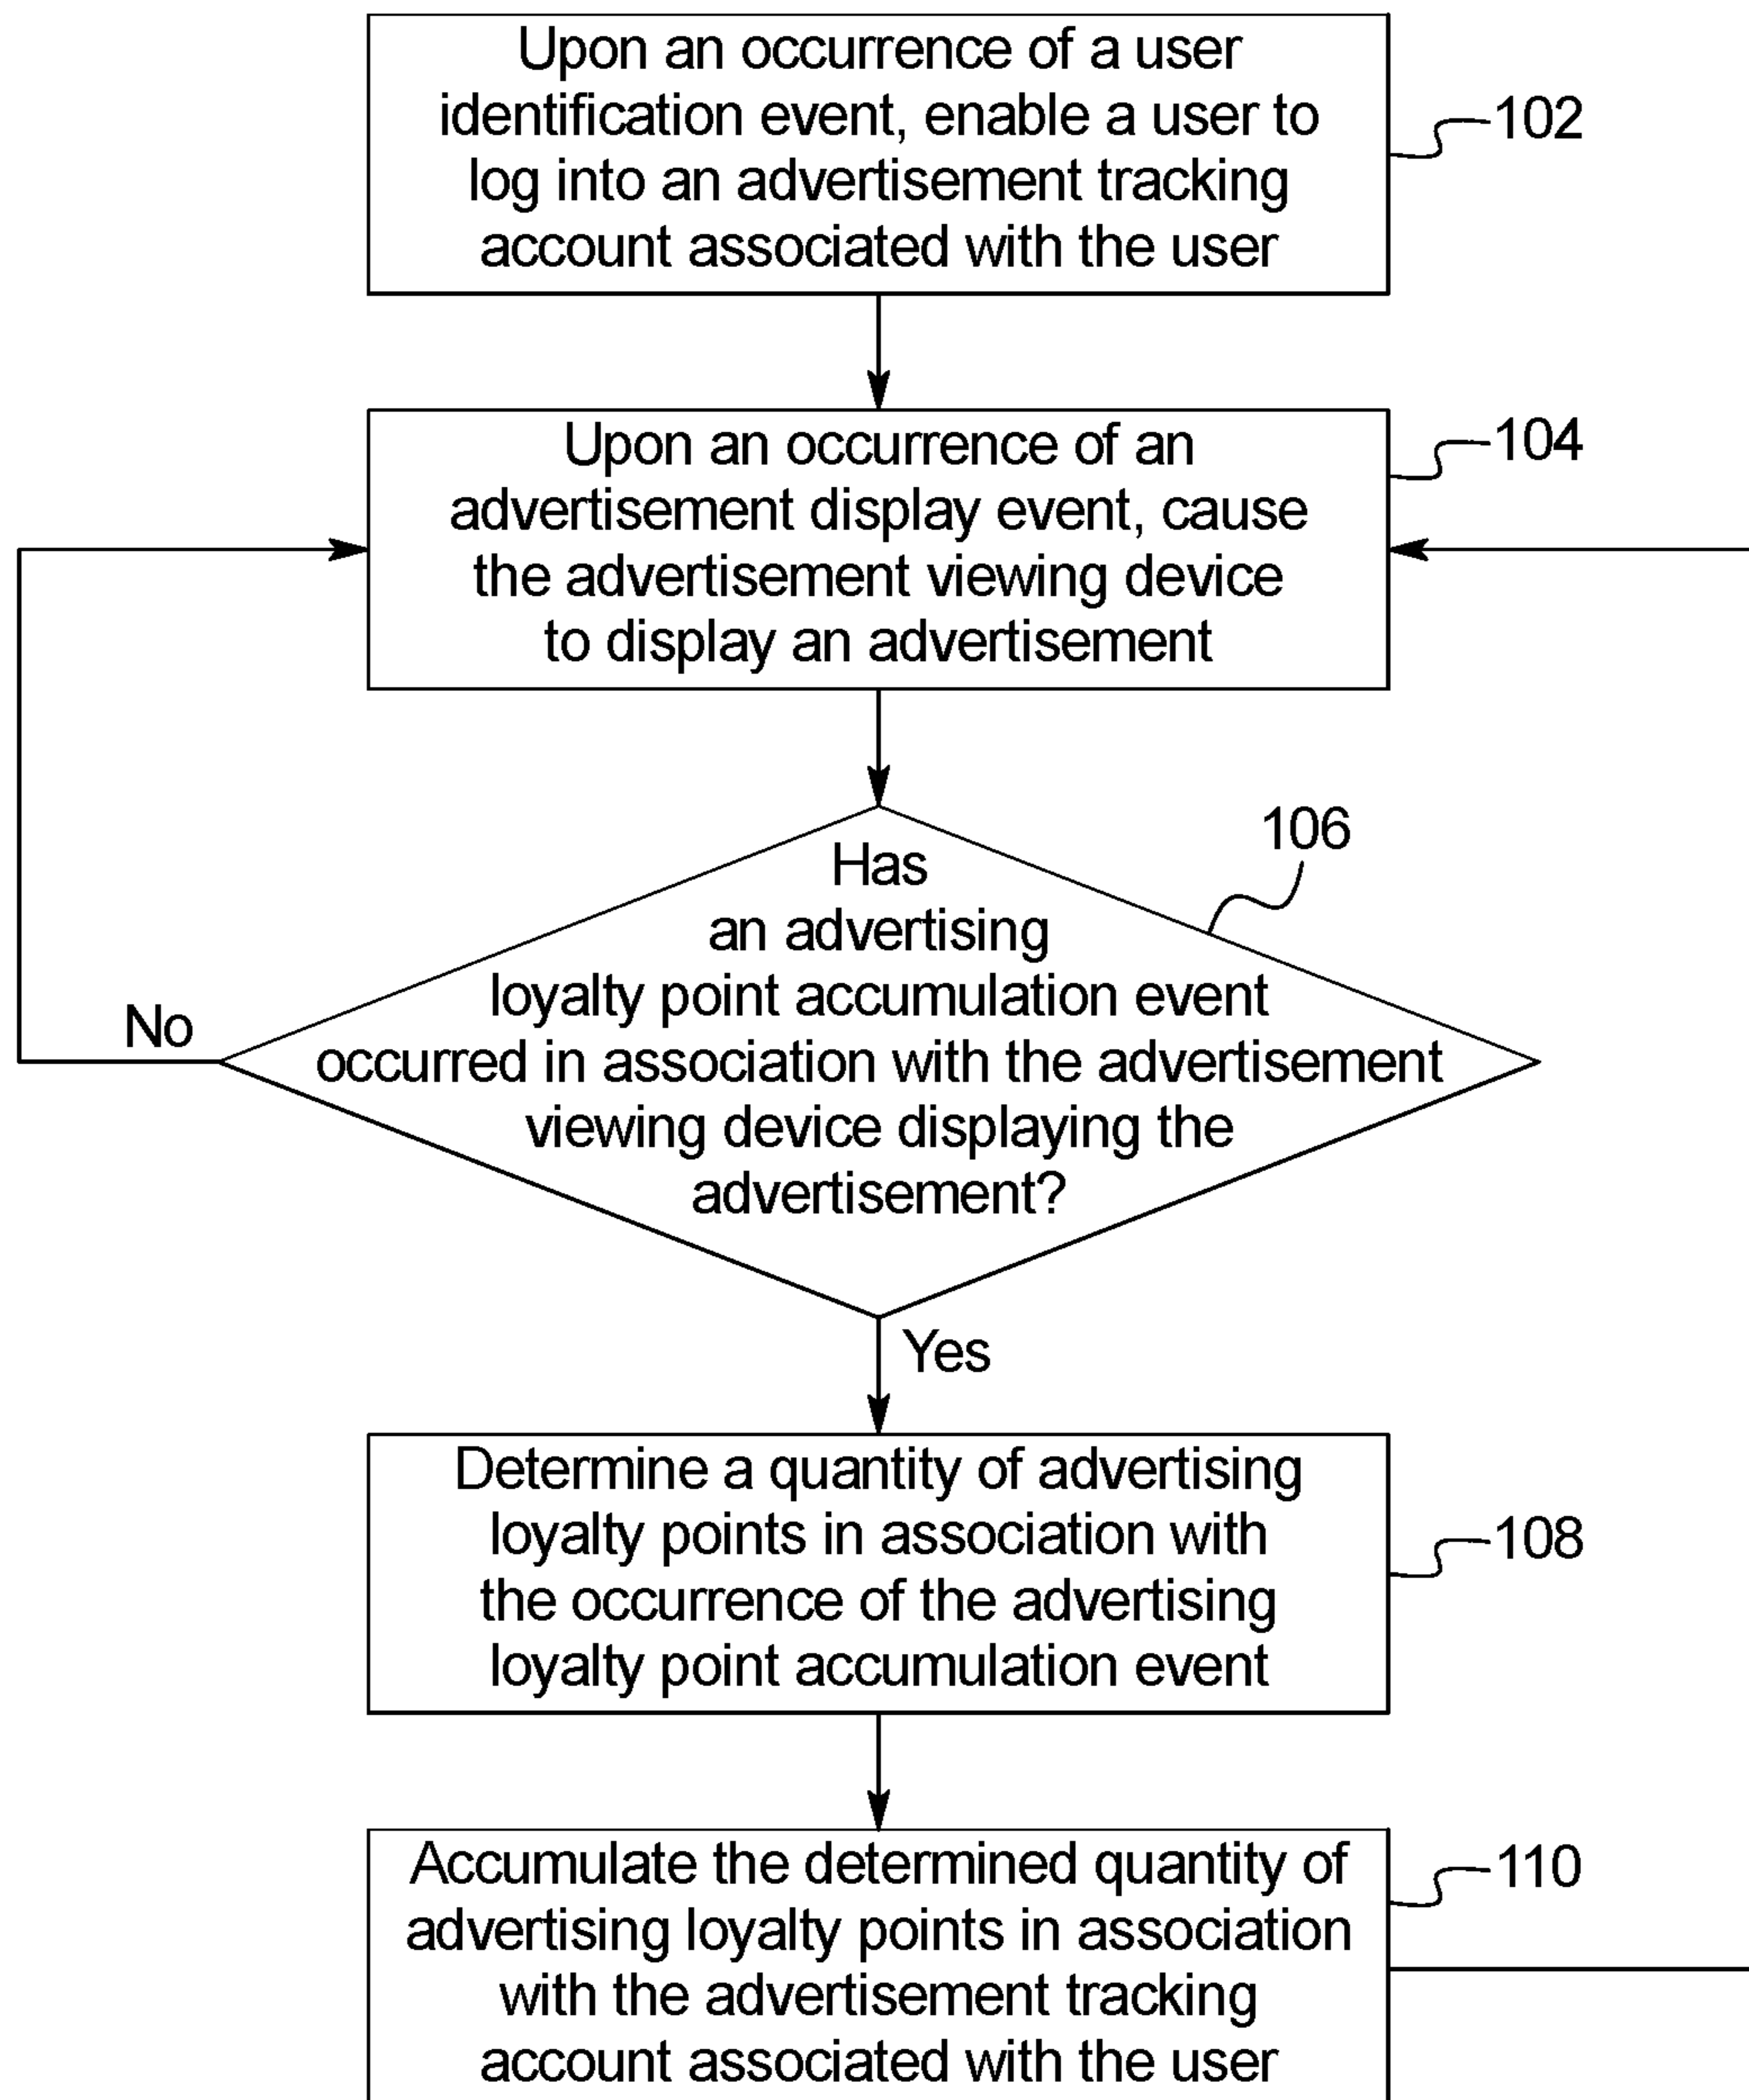 Upon an occurrence of a user
identification event, enable a user to
log into an advertisement tracking
account associated with the user
102
Upon an occurrence of an
advertisement display event, cause
the advertisement viewing device
to display an advertisement
104
106
Has
an advertising
loyalty point accumulation event
occurred in association with the advertisement
viewing device displaying the
advertisement?
No
Yes
Determine a quantity of advertising
loyalty points in association with
the occurrence of the advertising
loyalty point accumulation event
108
Accumulate the determined quantity of
advertising loyalty points in association
with the advertisement tracking
account associated with the user
110